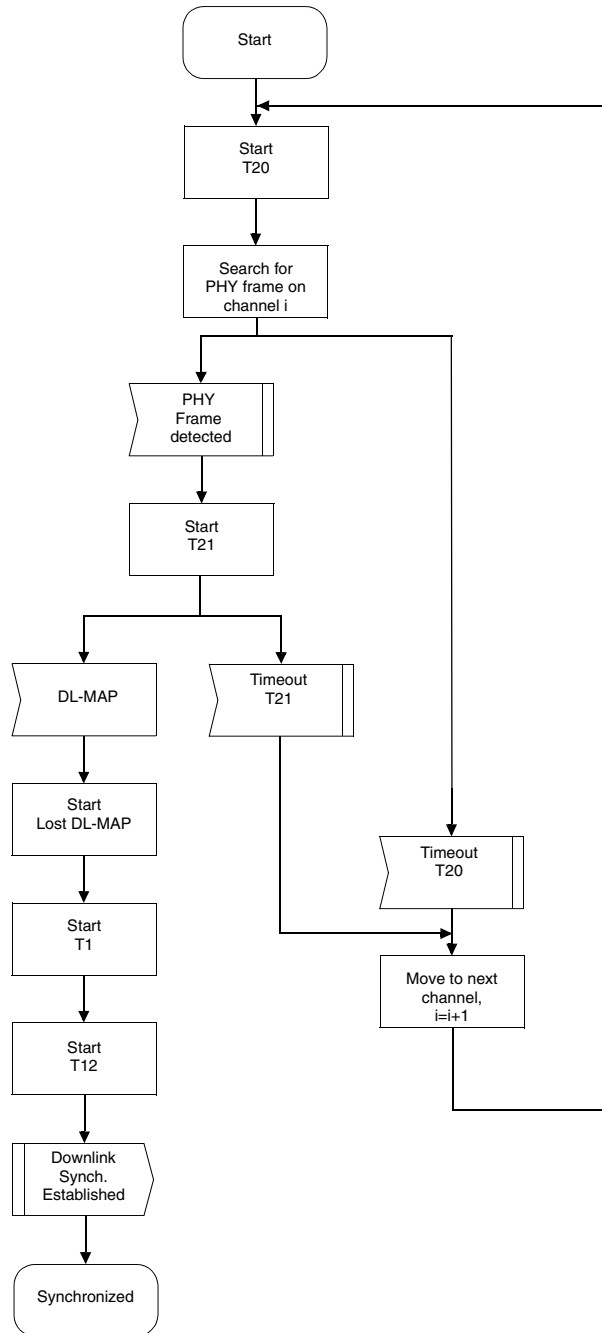 Start
Start
T20
Search for
PHY frame on
channel i
PHY
Frame
detected
Start
T21
DL-MAP
Timeout
T21
Start
Lost DL-MAP
Timeout
T20
Start
T1
Move to next
channel,
i=i+1
Start
T12
Downlink
Synch.
Established
Synchronized